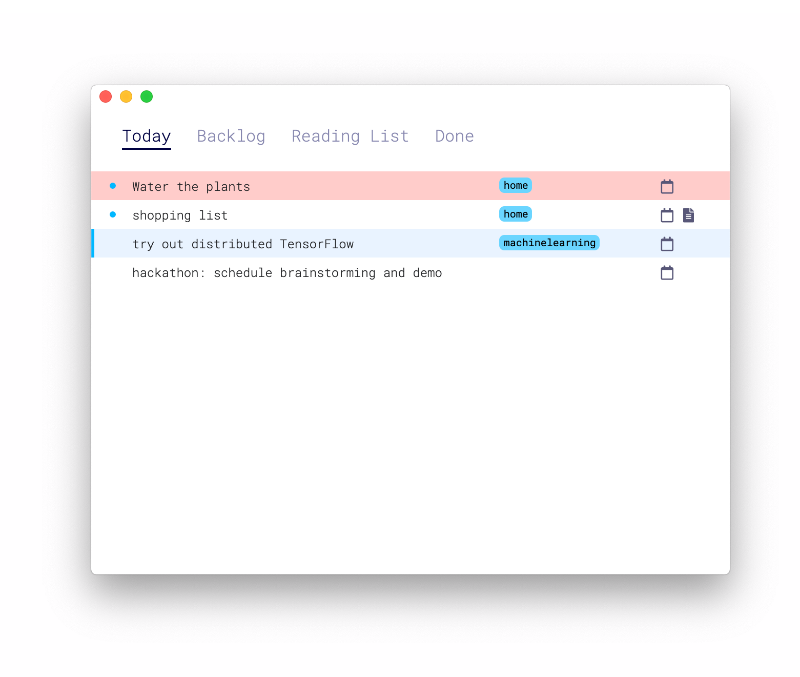 Today Backlog Reading List Done
Water the plants home
shopping list home
try out distributed TensorFlow machinelearning
hackathon: schedule brainstorming and demo